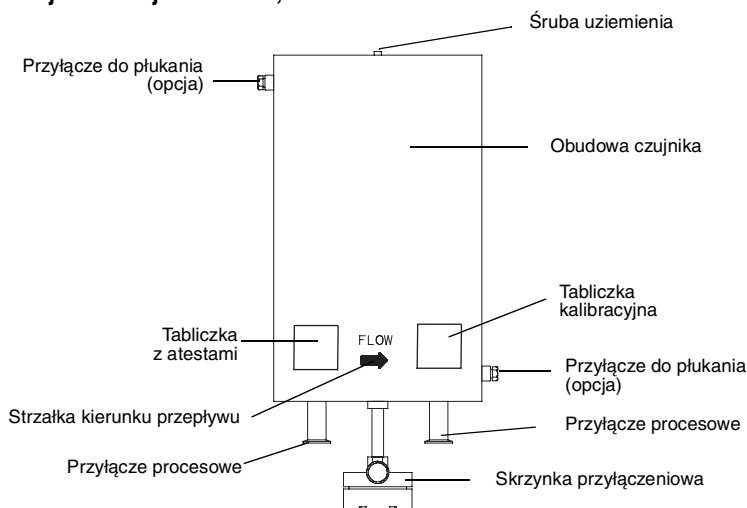 Śruba uziemienia
Przyłącze do płukania
(opcja)
Obudowa czujnika
Tabliczka
kalibracyjna
Tabliczka
z atestami
FLOW
Przyłącze do płukania
(opcja)
Strzałka kierunku przepływu
Przyłącze procesowe
Przyłącze procesowe
Skrzynka przyłączeniowa